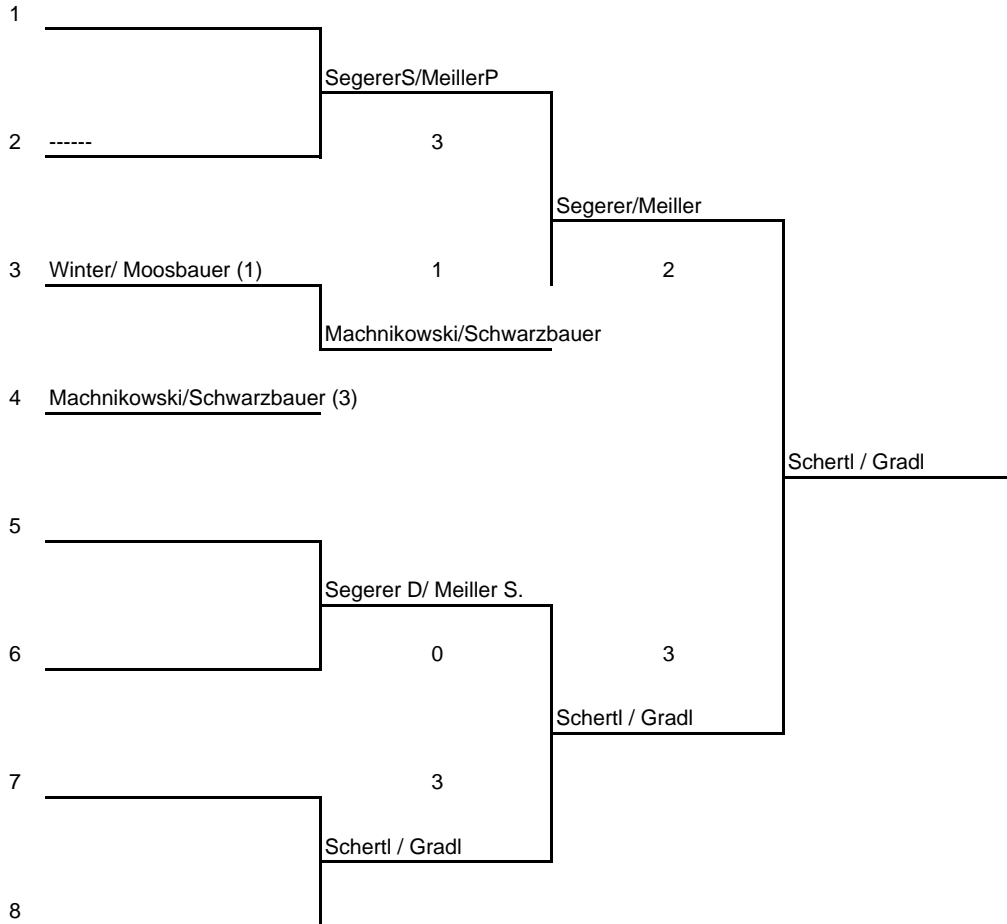 1
SegererS/MeillerP
2 ------ 3
Segerer/Meiller
3 Winter/ Moosbauer (1) 1 2
Machnikowski/Schwarzbauer
4 Machnikowski/Schwarzbauer (3)
Schertl / Gradl
5
Segerer D/ Meiller S.
6 0 3
Schertl / Gradl
7 3
Schertl / Gradl
8